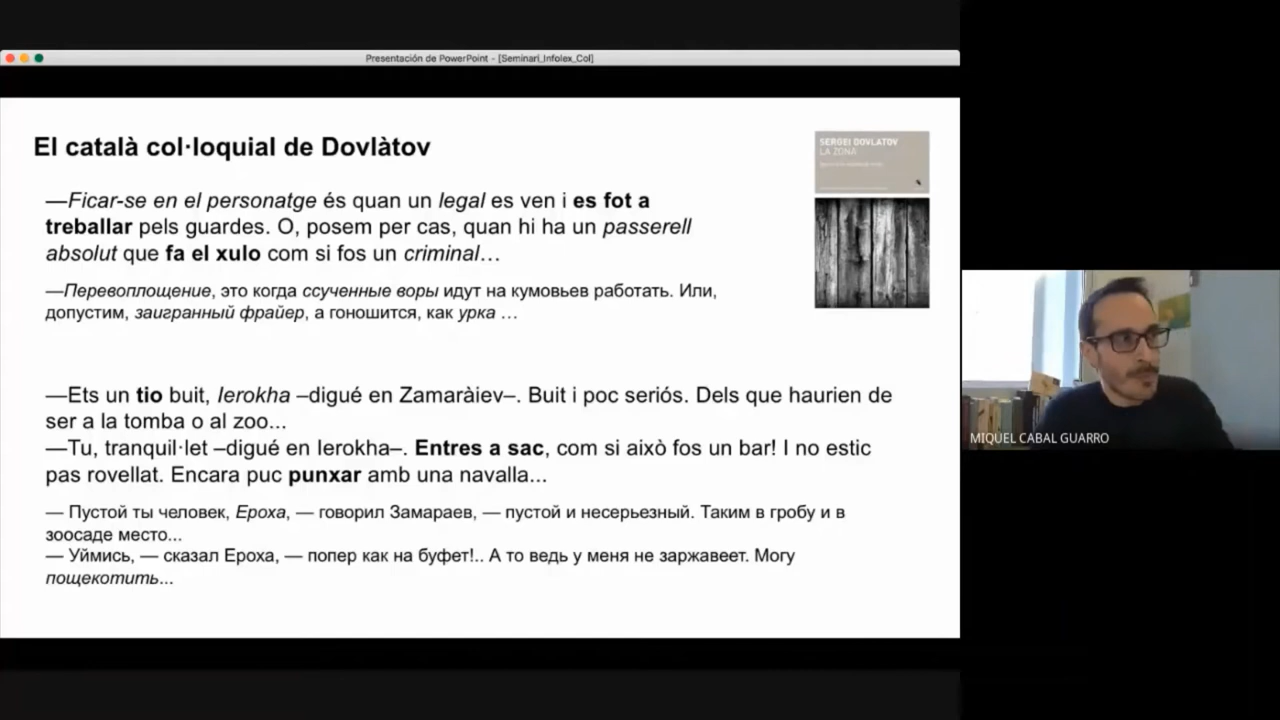 Presentación de PowerPoint - [Seminari_Infolex_Col]
El català col·loquial de Dovlàtov
SERGEI DOVLATOV
LA ZONA
—Ficar-se en el personatge és quan un legal es ven i es fot a
treballar pels guardes. O, posem per cas, quan hi ha un passerell
absolut que fa el xulo com si fos un criminal…
—Перевоплощение, это когда ссученные воры идут на кумовьев работать. Или,
допустим, заигранный фрайер, а гоношится, как урка …
—Ets un tio buit, Ierokha –digué en Zamaràiev–. Buit i poc seriós. Dels que haurien de
ser a la tomba o al zoo...
—Tu, tranquil·let –digué en Ierokha–. Entres a sac, com si això fos un bar! I no estic
pas rovellat. Encara puc punxar amb una navalla...
— Пустой ты человек, Ероха, — говорил Замараев, — пустой и несерьезный. Таким в гробу и в
зоосаде место...
— Уймись, — сказал Ероха, — попер как на буфет!.. А то ведь у меня не заржавеет. Могу
пощекотить...
MIQUEL CABAL GUARRO